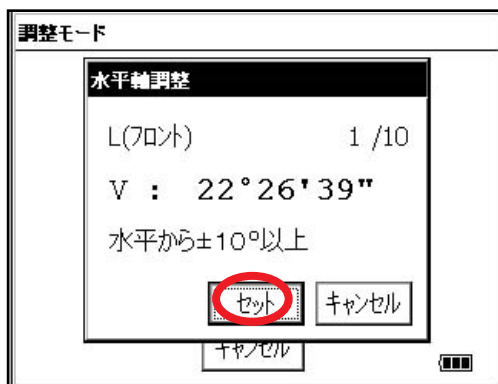 調整モード
水平軸調整
L(フロント) 1 /10
V : 22°26'39"
水平から±10°以上
セット キャンセル
キャンセル